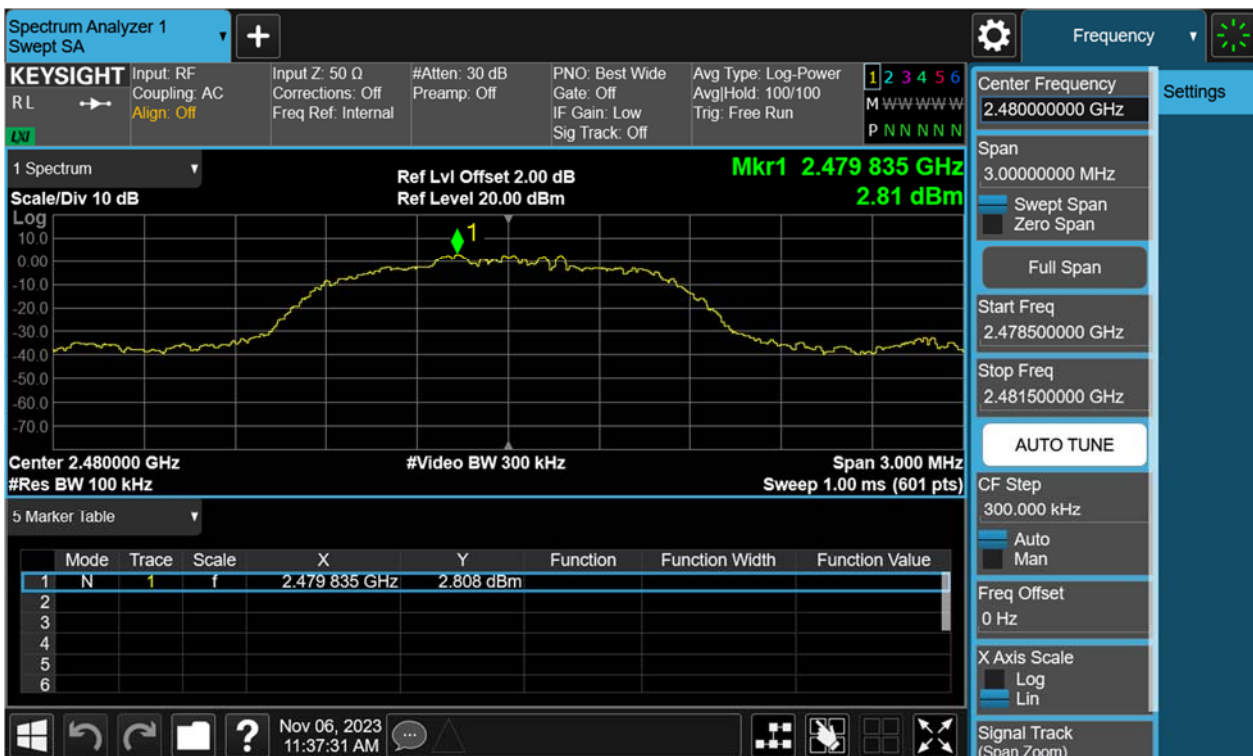 Spectrum Analyzer 1
Swept SA
+
Frequency
KEYSIGHT
RL
LXI
Input: RF
Coupling: AC
Align: Off
Input Z: 50 Ω
Corrections: Off
Freq Ref: Internal
#Atten: 30 dB
Preamp: Off
PNO: Best Wide
Gate: Off
IF Gain: Low
Sig Track: Off
Avg Type: Log-Power
Avg|Hold: 100/100
Trig: Free Run
1 2 3 4 5 6
M W W W W W
P N N N N N
Center Frequency
2.480000000 GHz
Settings
Span
3.00000000 MHz
Swept Span
Zero Span
Full Span
Start Freq
2.478500000 GHz
Stop Freq
2.481500000 GHz
AUTO TUNE
CF Step
300.000 kHz
Auto
Man
Freq Offset
0 Hz
X Axis Scale
Log
Lin
Signal Track
(Span Zoom)
1 Spectrum
Scale/Div 10 dB
Ref Lvl Offset 2.00 dB
Ref Level 20.00 dBm
Mkr1 2.479 835 GHz
2.81 dBm
Log
10.0
0.00
-10.0
-20.0
-30.0
-40.0
-50.0
-60.0
-70.0
1
Center 2.480000 GHz
#Video BW 300 kHz
Span 3.000 MHz
#Res BW 100 kHz
Sweep 1.00 ms (601 pts)
5 Marker Table
Mode Trace Scale X Y Function Function Width Function Value
1 N 1 f 2.479 835 GHz 2.808 dBm
2
3
4
5
6
?
Nov 06, 2023
11:37:31 AM